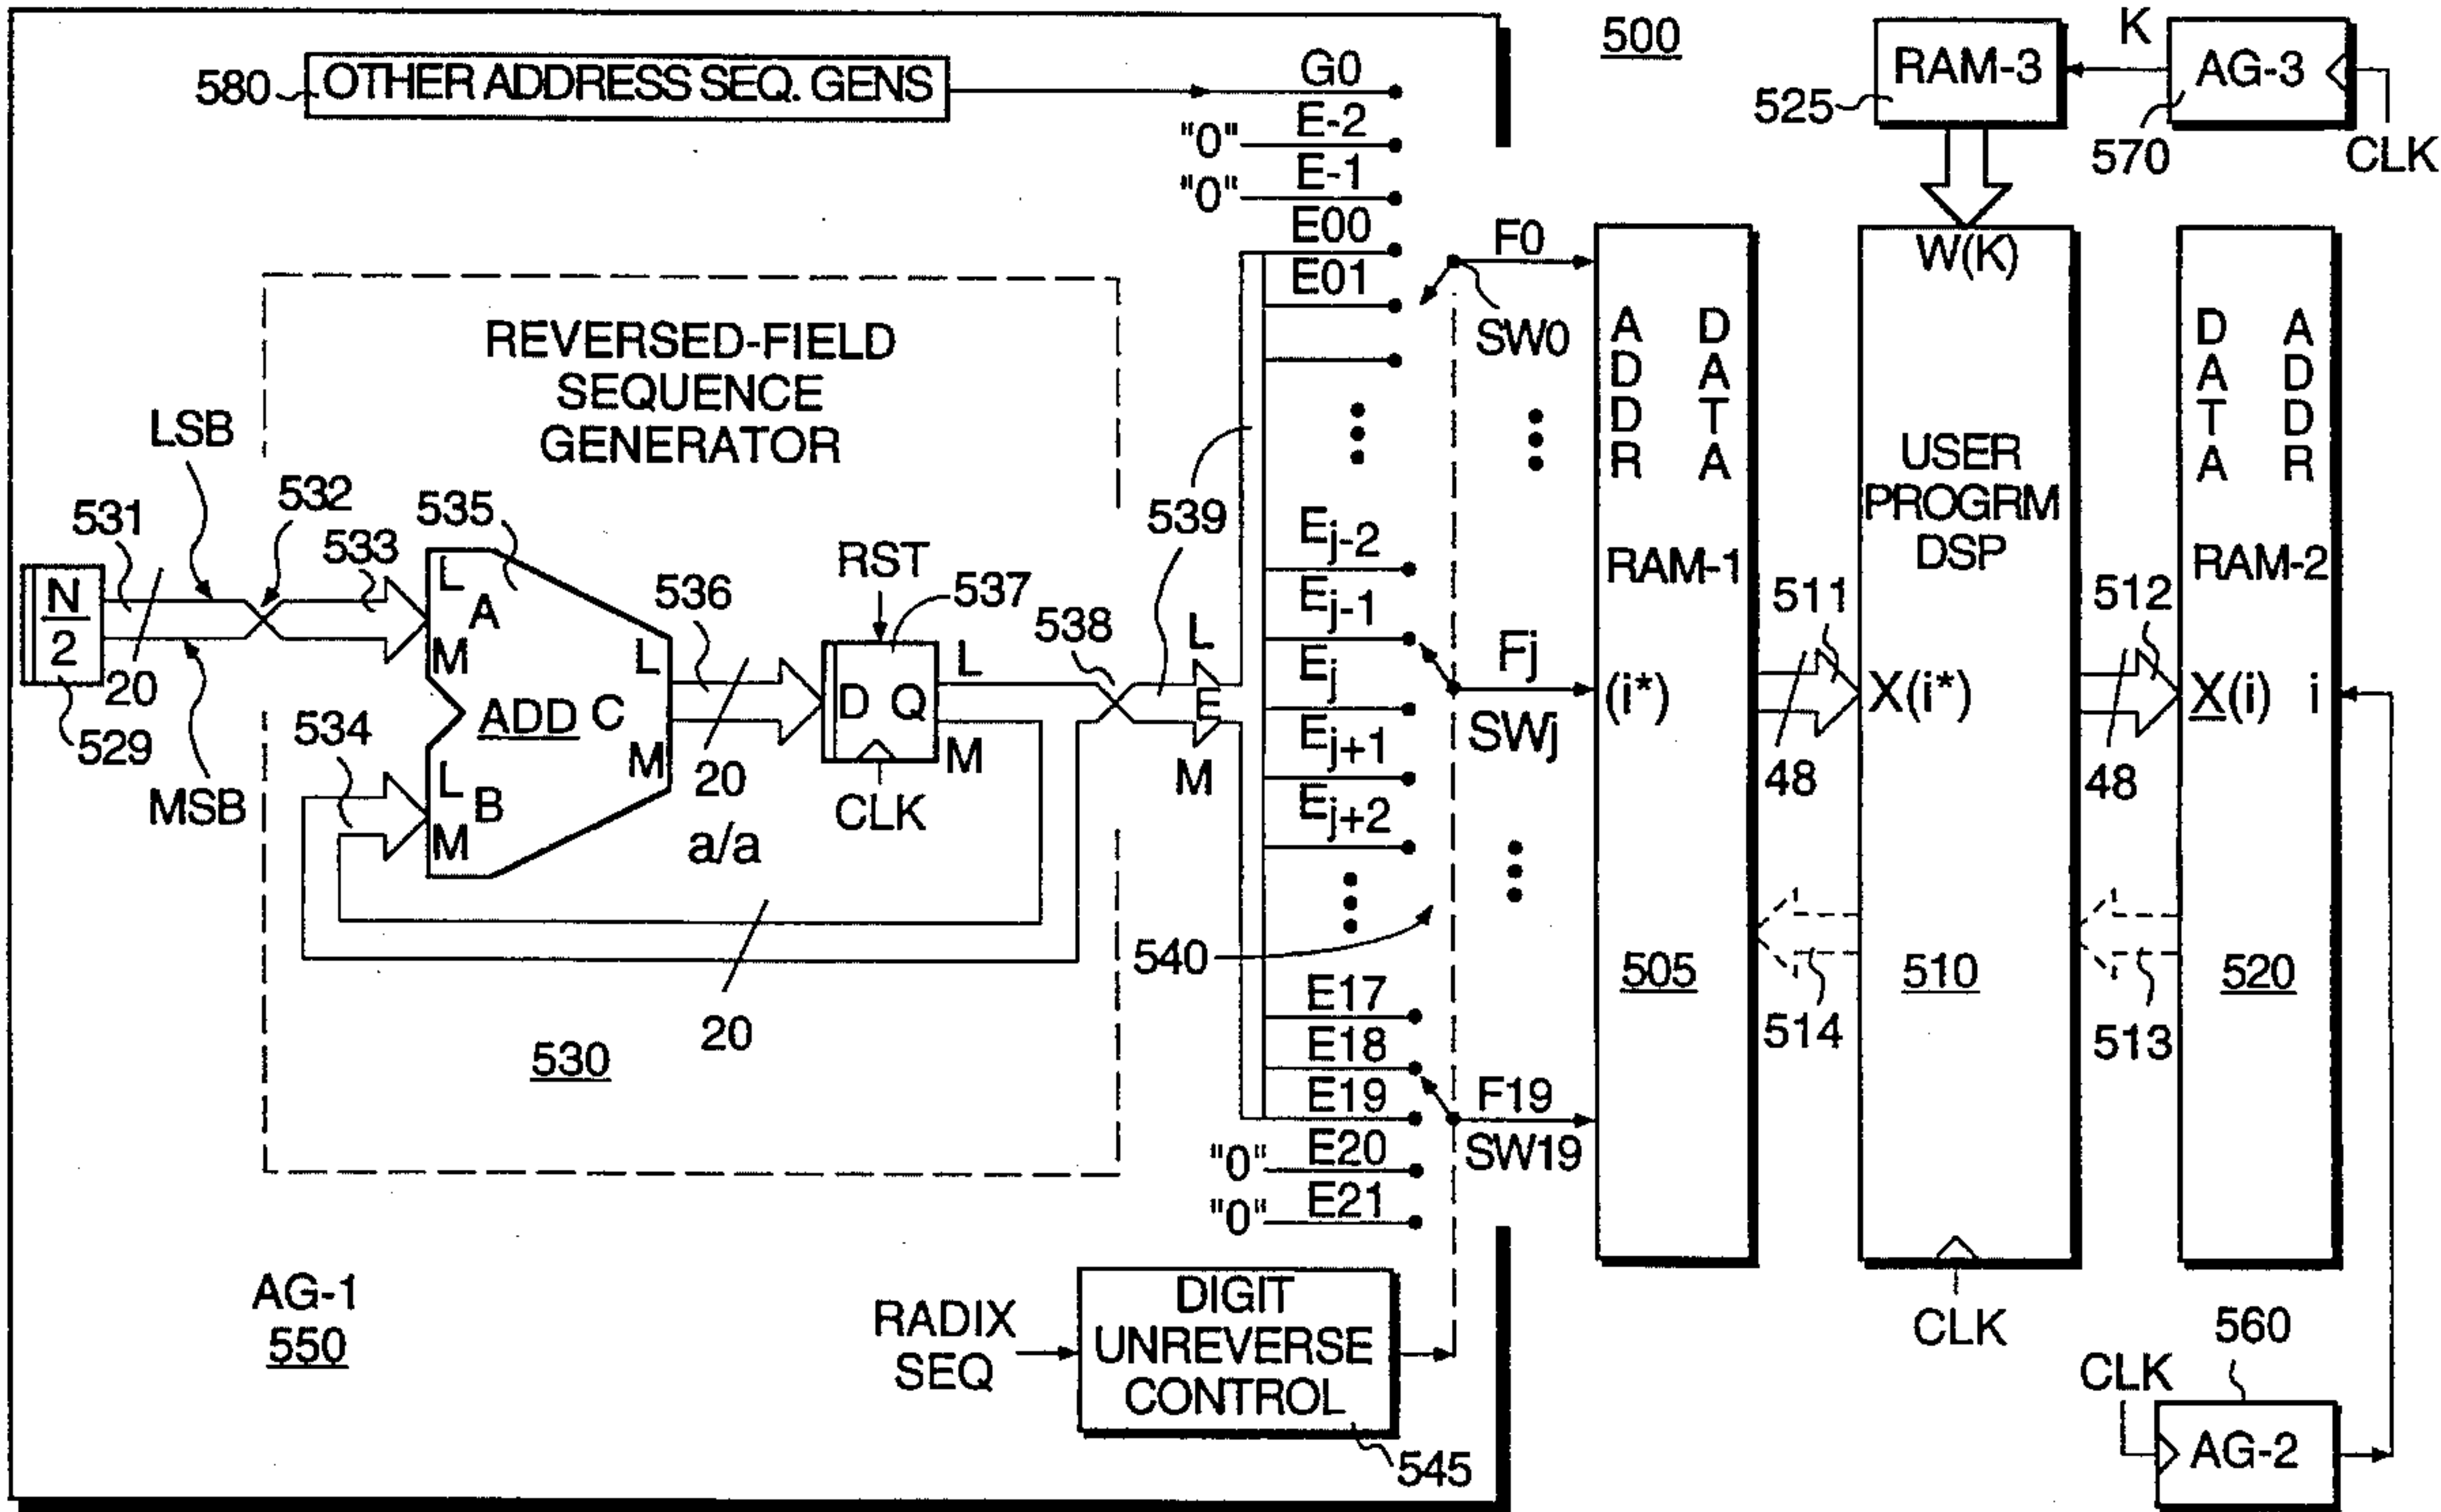 500
580
OTHER ADDRESS SEQ. GENS
G0
"0" E-2
"0" E-1
E00
E01
RAM-3
525
K
AG-3
570
CLK
REVERSED-FIELD
SEQUENCE
GENERATOR
LSB
531
532
533
535
N
2
20
529
MSB
534
L
A
M
ADD
L
B
M
L
C
M
536
20
a/a
RST
537
D Q
CLK
L
M
538
539
L
E
M
20
530
Ej-2
Ej-1
Ej
Ej+1
Ej+2
540
E17
E18
E19
"0" E20
"0" E21
F0
SW0
Fj
SWj
F19
SW19
ADDR
DATA
RAM-1
(i*)
505
511
48
514
W(K)
USER
PROGRM
DSP
X(i*)
510
CLK
512
48
513
DATA
ADDR
RAM-2
X(i) i
520
AG-1
550
RADIX
SEQ
DIGIT
UNREVERSE
CONTROL
545
560
CLK
AG-2